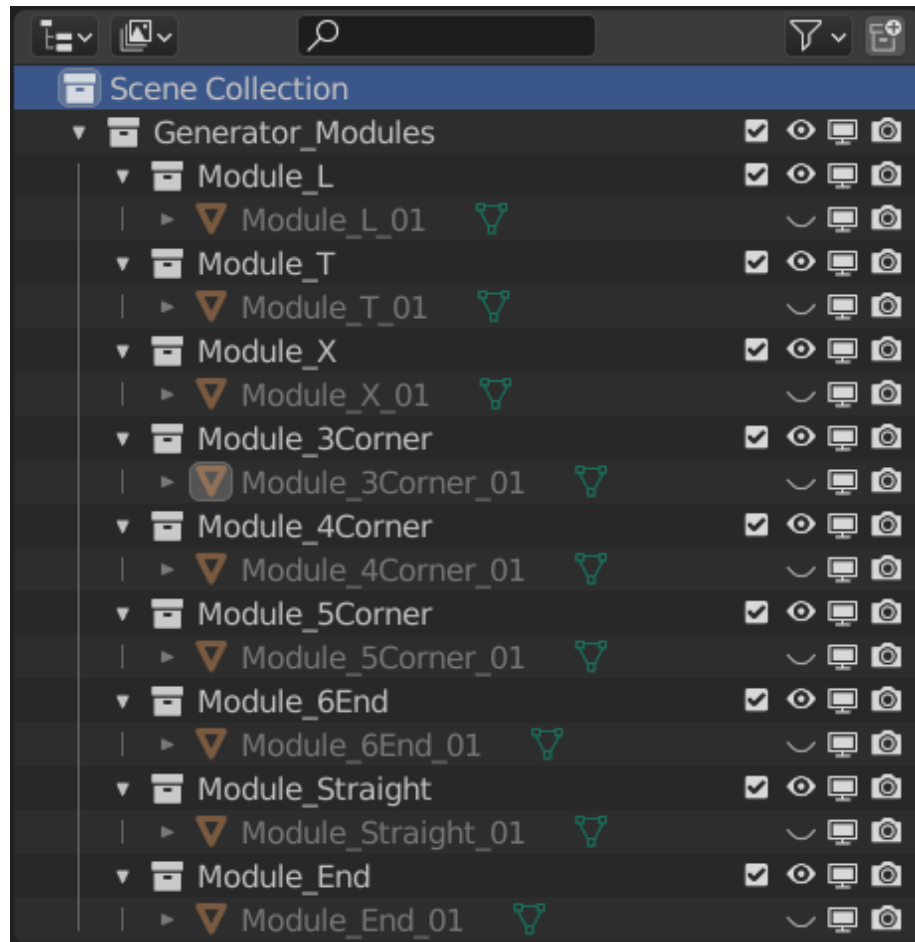 Scene Collection
Generator_Modules
Module_L
Module_L_01
Module_T
Module_T_01
Module_X
Module_X_01
Module_3Corner
Module_3Corner_01
Module_4Corner
Module_4Corner_01
Module_5Corner
Module_5Corner_01
Module_6End
Module_6End_01
Module_Straight
Module_Straight_01
Module_End
Module_End_01